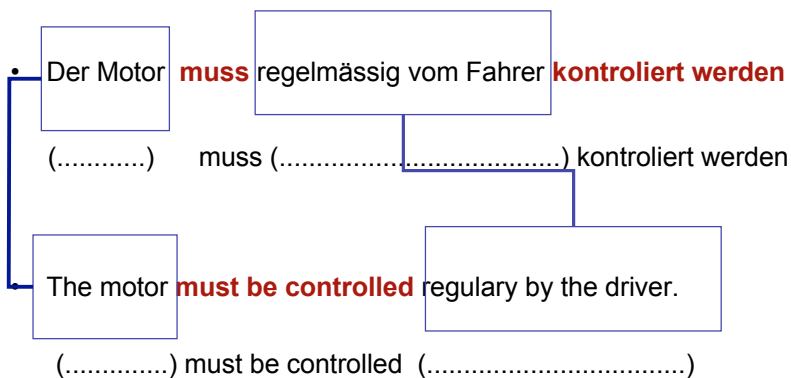 • Der Motor muss regelmässig vom Fahrer kontroliert werden
(............) muss (......................................) kontroliert werden
• The motor must be controlled regulary by the driver.
(..............) must be controlled (...................................)